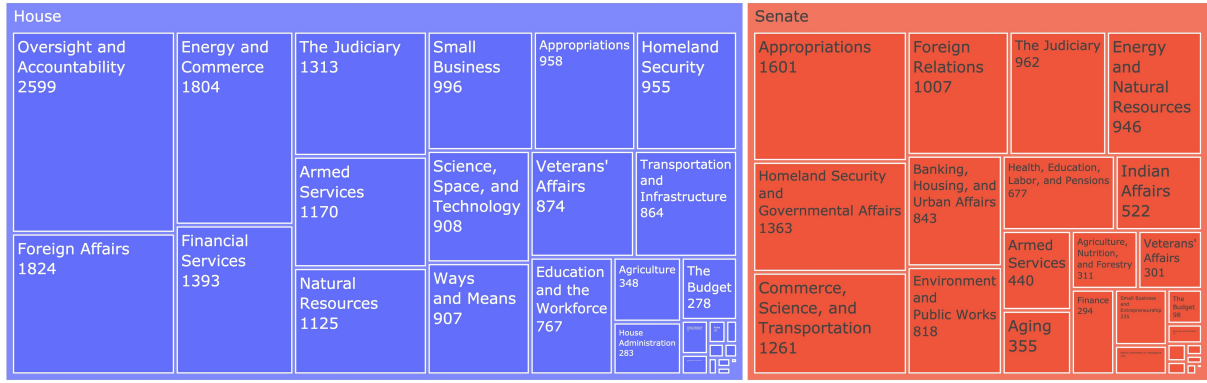 House
Oversight and
Accountability
2599
Foreign Affairs
1824
Energy and
Commerce
1804
Financial
Services
1393
The Judiciary
1313
Armed
Services
1170
Natural
Resources
1125
Small
Business
996
Science,
Space, and
Technology
908
Ways
and Means
907
Appropriations
958
Homeland
Security
955
Veterans'
Affairs
874
Transportation
and
Infrastructure
864
Education
and the
Workforce
767
Agriculture
348
House
Administration
283
The
Budget
278
Senate
Appropriations
1601
Homeland Security
and
Governmental Affairs
1363
Commerce,
Science, and
Transportation
1261
Foreign
Relations
1007
The Judiciary
962
Energy
and
Natural
Resources
946
Banking,
Housing, and
Urban Affairs
843
Environment
and
Public Works
818
Health, Education,
Labor, and Pensions
677
Indian
Affairs
522
Armed
Services
440
Aging
355
Agriculture,
Nutrition,
and Forestry
311
Veterans'
Affairs
301
Finance
294
Small Business
and
Entrepreneurship
The
Budget
98